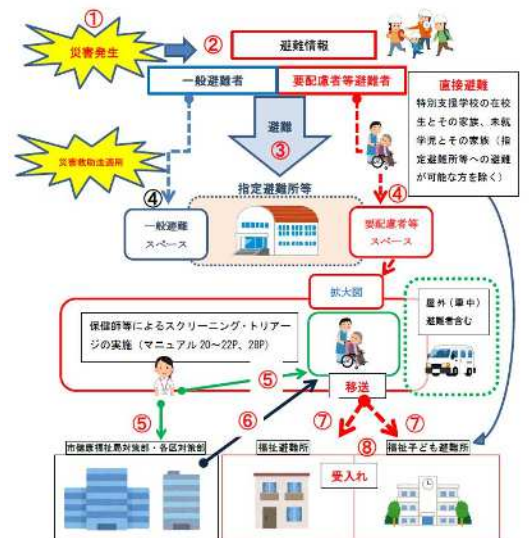 ①
災害発生
②
避難情報
一般避難者
要配慮者等避難者
直接避難
特別支援学校の在校
生とその家族、未就
学児とその家族（指
定避難所等への避難
が可能な方を除く）
避難
③
災害救助法適用
④
指定避難所等
④
一般避難
スペース
要配慮者等
スペース
拡大図
屋外（車中）
避難者含む
保健師等によるスクリーニング・トリアー
ジの実施（マニュアル 20～22P、28P）
⑤
移送
⑤
⑥
⑦
⑦
市健康福祉局対策部・各区対策部
福祉避難所
⑧
福祉子ども避難所
受入れ